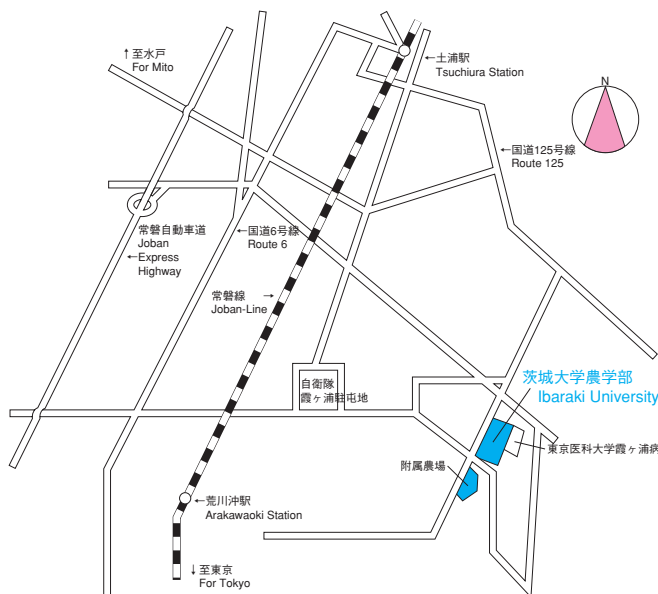 ↑至水戸
For Mito
←土浦駅
Tsuchiura Station
N
←国道125号線
Route 125
常磐自動車道
Joban
←Express
Highway
←国道6号線
Route 6
常磐線 →
Joban-Line
自衛隊
霞ヶ浦駐屯地
茨城大学農学部
Ibaraki University
東京医科大学霞ヶ浦病
附属農場
←荒川沖駅
Arakawaoki Station
↓至東京
For Tokyo